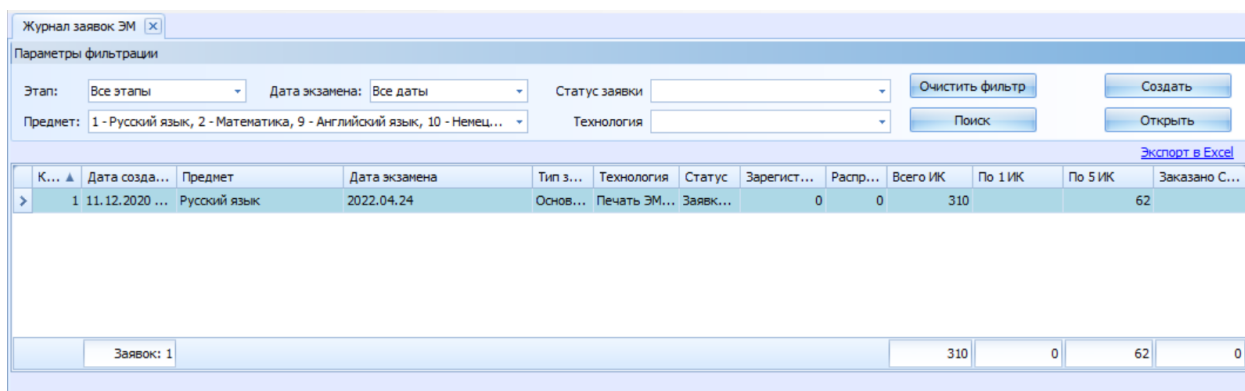 Журнал заявок ЭМ
Параметры фильтрации
Этап: Все этапы Дата экзамена: Все даты Статус заявки Очистить фильтр Создать
Предмет: 1 - Русский язык, 2 - Математика, 9 - Английский язык, 10 - Немец... Технология Поиск Открыть
Экспорт в Excel
К... Дата созда... Предмет Дата экзамена Тип з... Технология Статус Зарегист... Распр... Всего ИК По 1 ИК По 5 ИК Заказано С...
1 11.12.2020 ... Русский язык 2022.04.24 Основ... Печать ЭМ... Заявк... 0 0 310 62
Заявок: 1 310 0 62 0